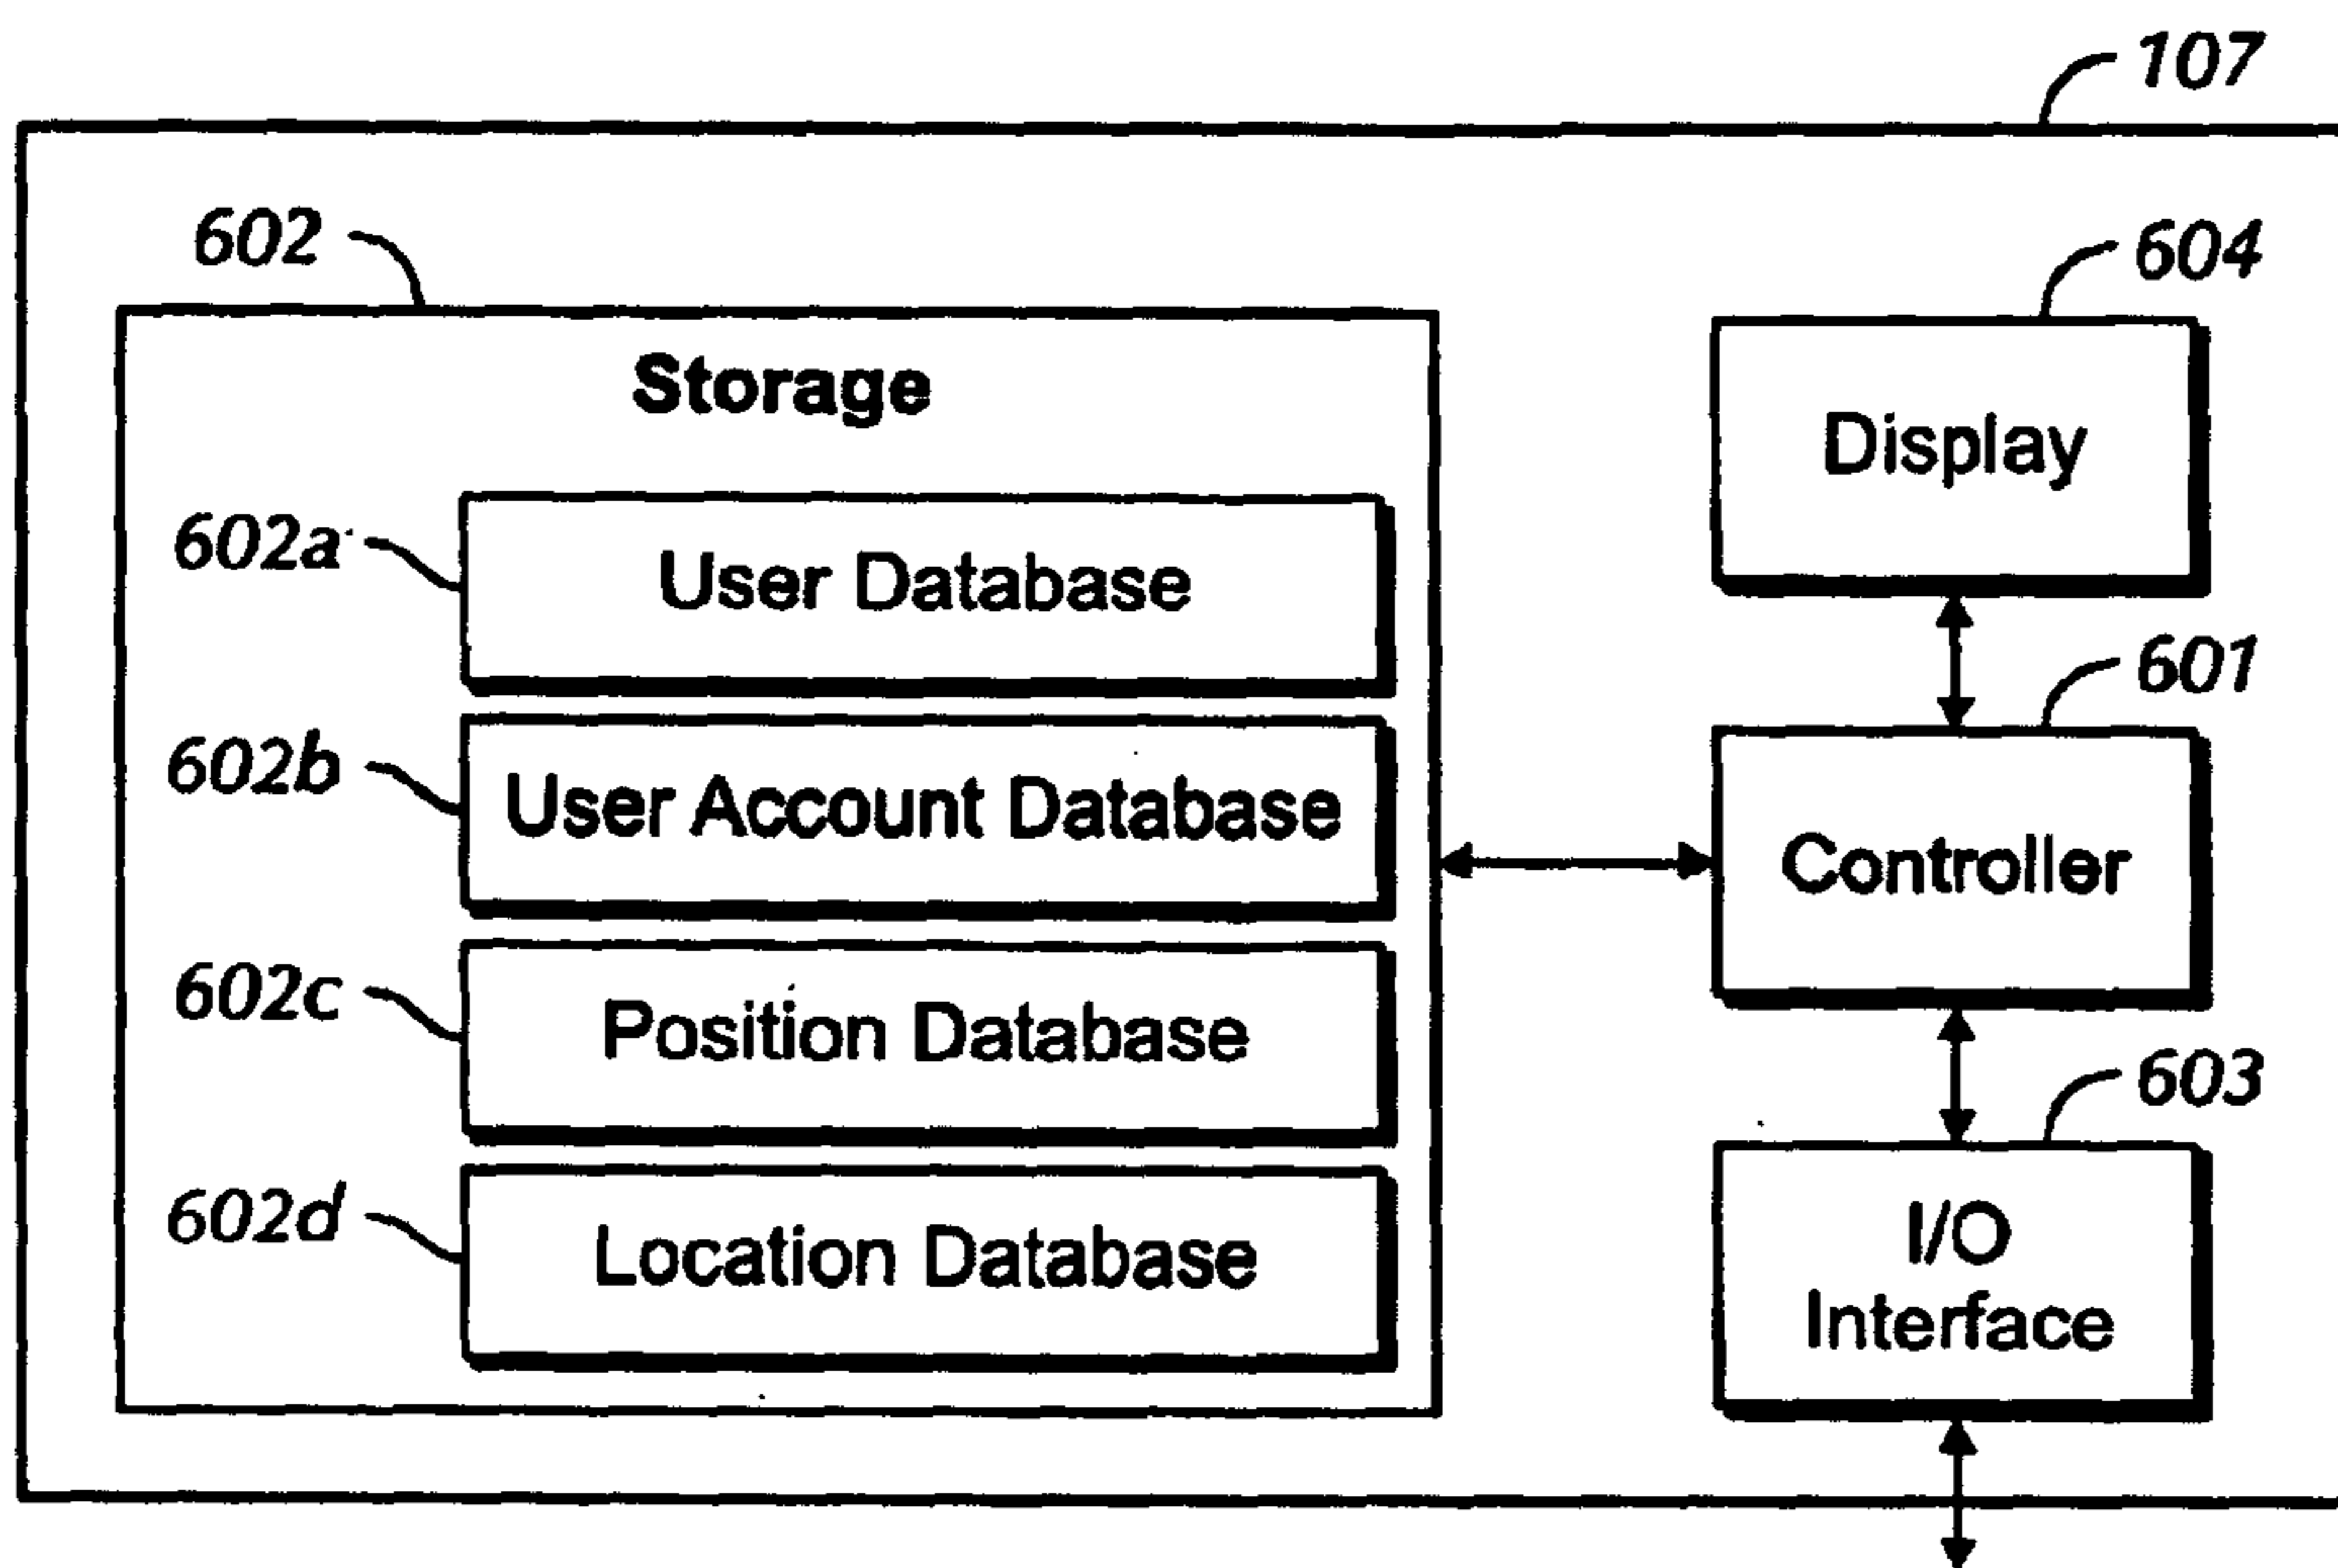 107
602
604
Storage
Display
602a
User Database
601
602b
User Account Database
Controller
602c
Position Database
603
602d
Location Database
I/O
Interface